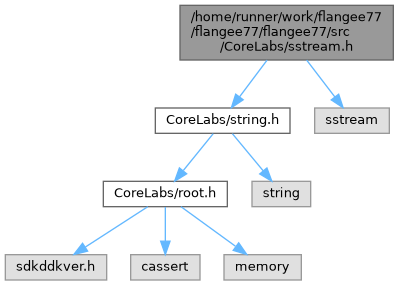 /home/runner/work/flangee77
/flangee77/flangee77/src
/CoreLabs/sstream.h
CoreLabs/string.h
sstream
CoreLabs/root.h
string
sdkddkver.h
cassert
memory